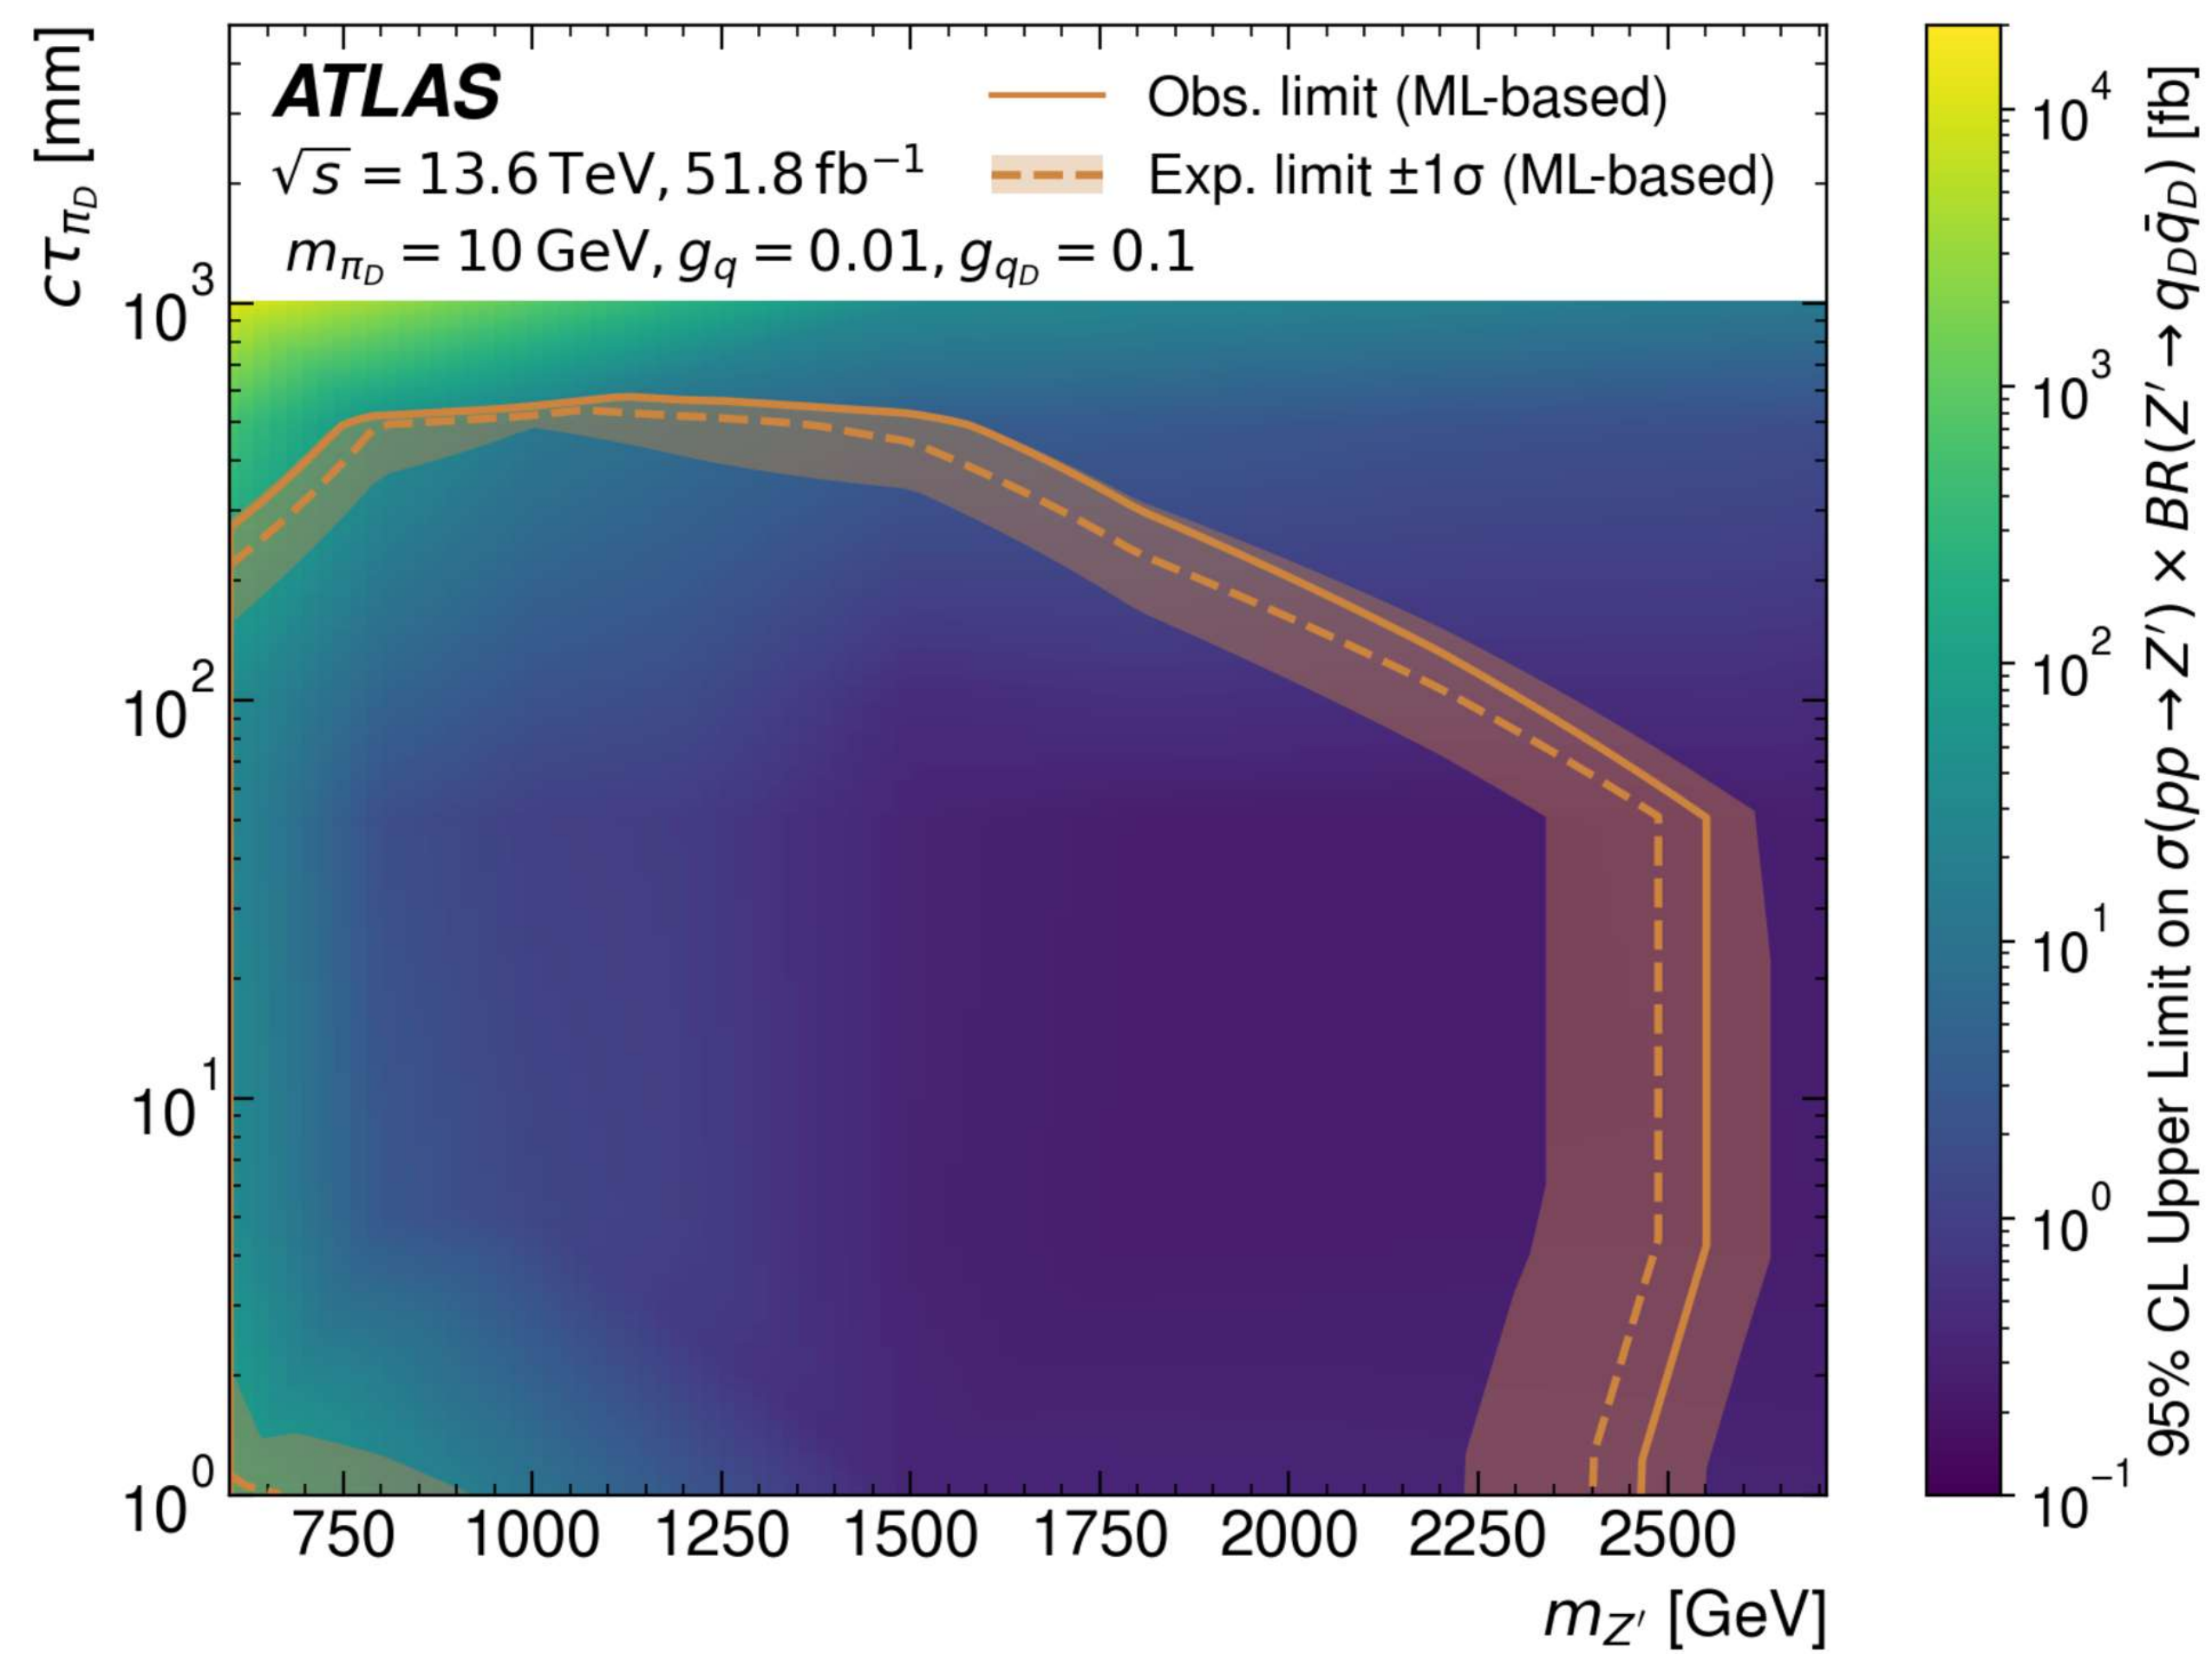 ATLAS
√s = 13.6 TeV, 51.8 fb⁻¹
m_{π_D} = 10 GeV, g_q = 0.01, g_{q_D} = 0.1
Obs. limit (ML-based)
Exp. limit ±1σ (ML-based)
cτ_{π_D} [mm]
10³
10²
10¹
10⁰
750 1000 1250 1500 1750 2000 2250 2500
m_{Z′} [GeV]
10⁴
10³
10²
10¹
10⁰
10⁻¹
95% CL Upper Limit on σ(pp → Z′) × BR(Z′ → q_D q̄_D) [fb]